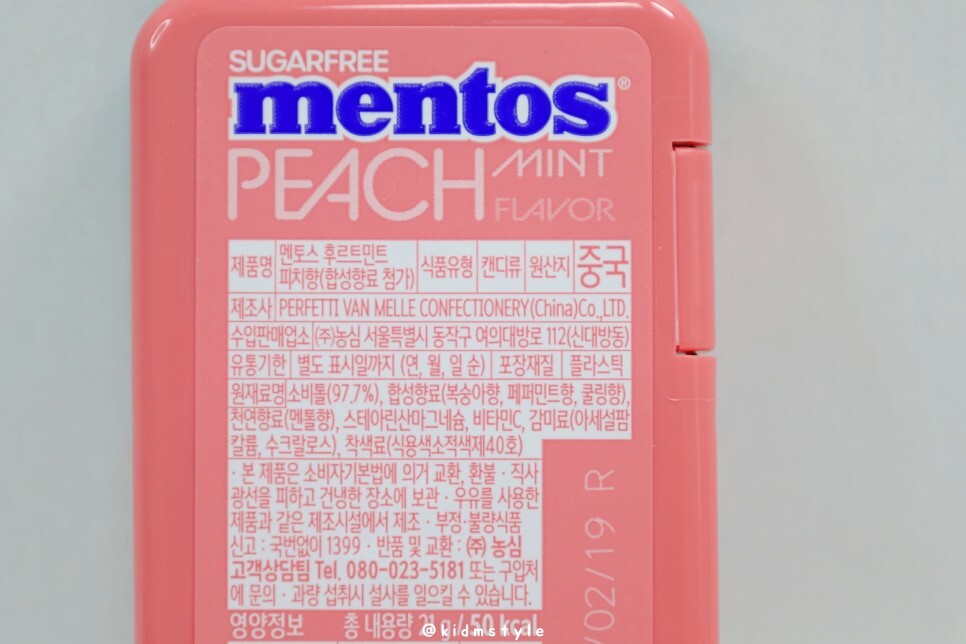 SUGARFREE
mentos®
PEACH MINT
FLAVOR
제품명 멘토스 후르트민트 피치향(합성향료 첨가) 식품유형 캔디류 원산지 중국
제조사 PERFETTI VAN MELLE CONFECTIONERY(China)Co.,LTD.
수입판매업소 ㈜농심 서울특별시 동작구 여의대방로 112(신대방동)
유통기한 별도 표시일까지 (연, 월, 일 순) 포장재질 플라스틱
원재료명 소비톨(97.7%), 합성향료(복숭아향, 페퍼민트향, 쿨링향),
천연향료(멘톨향), 스테아린산마그네슘, 비타민C, 감미료(아세설팜
칼륨, 수크랄로스), 착색료(식용색소적색제40호)
· 본 제품은 소비자기본법에 의거 교환, 환불 · 직사
광선을 피하고 건냉한 장소에 보관 · 우유를 사용한
제품과 같은 제조시설에서 제조 · 부정·불량식품
신고 : 국번없이 1399 · 반품 및 교환 : ㈜ 농심
고객상담팀 Tel. 080-023-5181 또는 구입처
에 문의 · 과량 섭취시 설사를 일으킬 수 있습니다.
영양정보 총 내용량 21g / 50 kcal
/02/19 R
@kidmstyle